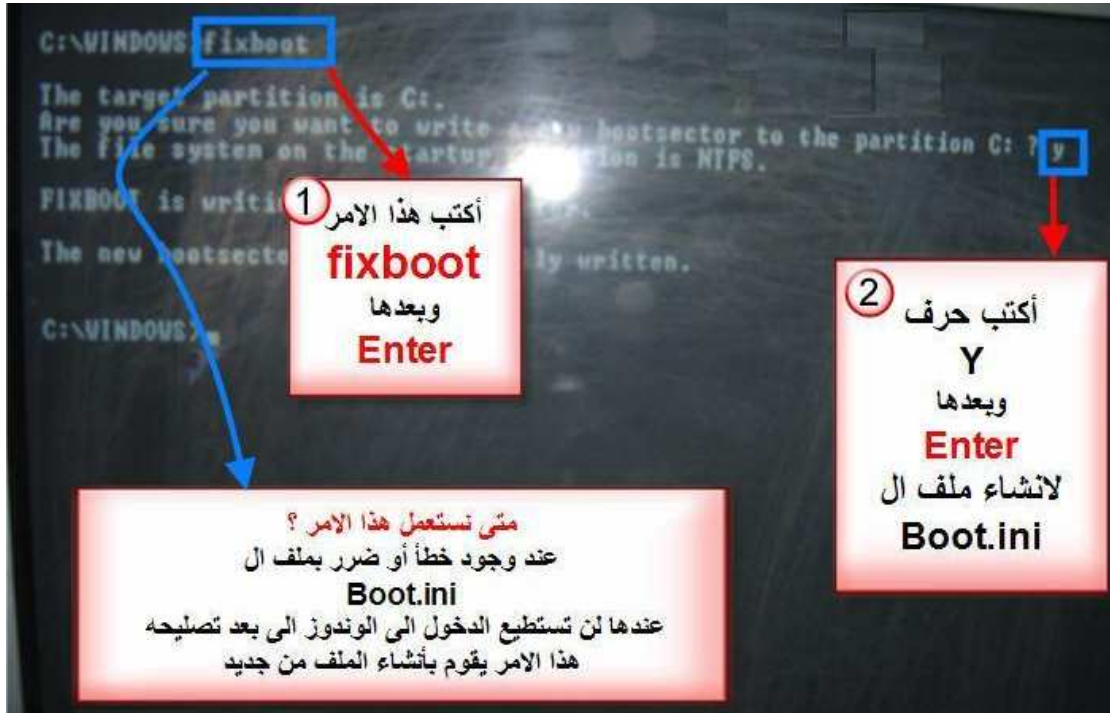 C:\WINDOWS>fixboot
The target partition is C:.
Are you sure you want to write a new bootsector to the partition C: ? y
The file system on the startup partition is NTFS.
FIXBOOT is writing
The new bootsector ly written.
C:\WINDOWS>
1
أكتب هذا الامر
fixboot
وبعدها
Enter
2
أكتب حرف
Y
وبعدها
Enter
لانشاء ملف ال
Boot.ini
متى نستعمل هذا الامر ؟
عند وجود خطأ أو ضرر بملف ال
Boot.ini
عندها لن تستطيع الدخول الى الوندوز الى بعد تصليحه
هذا الامر يقوم بأنشاء الملف من جديد